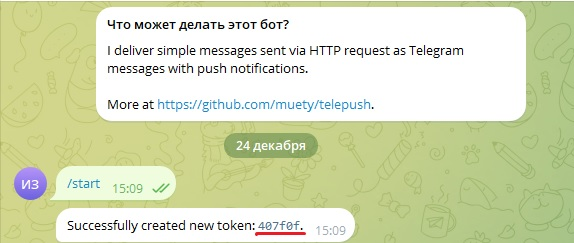 Что может делать этот бот?
I deliver simple messages sent via HTTP request as Telegram
messages with push notifications.
More at https://github.com/muety/telepush.
24 декабря
ИЗ
/start 15:09
Successfully created new token: 407f0f. 15:09